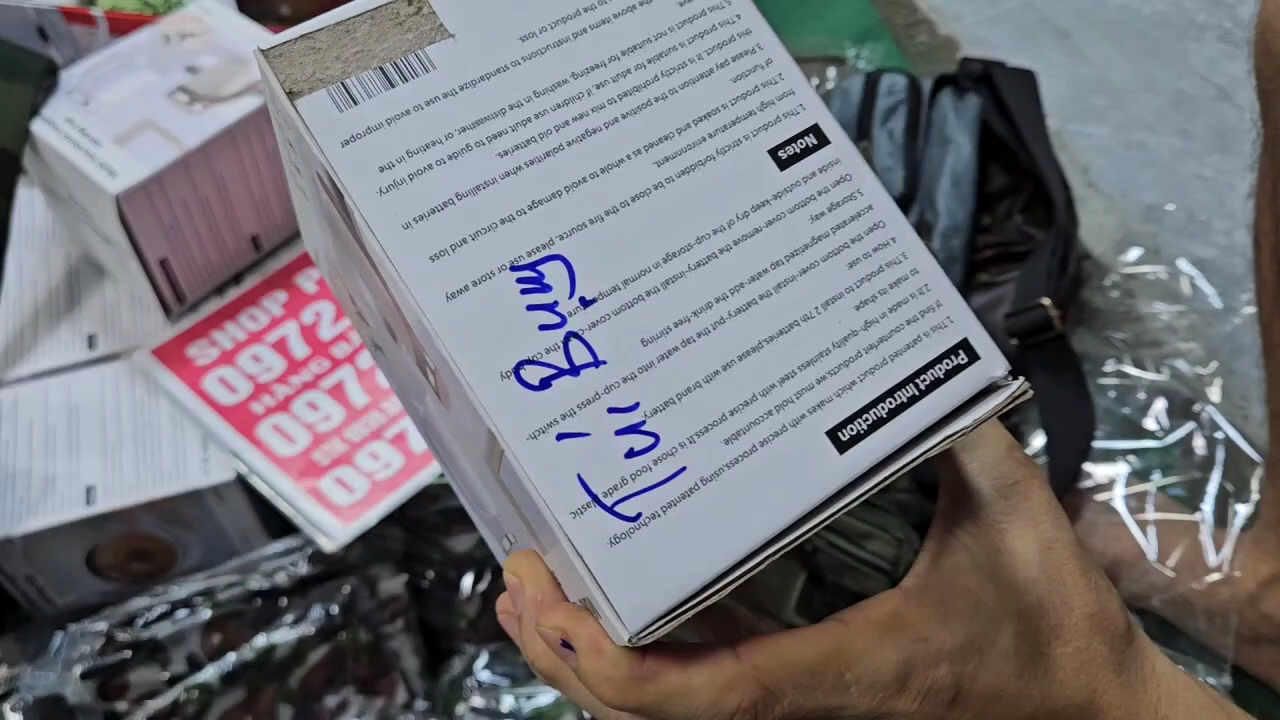 Product Introduction
1.This is patented product which makes with precise process,using patented technology.
If find the counterfeit products,we must hold accountable.
2.It is made in high-quality stainless steel with precise process.It is chose food grade plastic
to make its shape.
3.This product to install 2 7th batteries,please use with brand battery.
4.How to use:
Open the bottom cover-install the battery-put the tap water into the cup-press the switch-
accelerated magnetized tap water-add the drink-free stirring
5.Storage way:
Open the bottom cover-remove the battery-install the bottom cover-
the cup
inside and outside-keep dry of the cup-storage in normal temperature
Notes
1.This product is strictly forbidden to be close to the fire source, please use or store away
from high temperature environment.
2.This product is soaked and cleaned as a whole to avoid damage to the circuit and loss
of function.
3.Please pay attention to the positive and negative polarities when installing batteries in
this product. It is strictly prohibited to mix new and old batteries.
4.This product is suitable for adult use. If children use adult need to guide to avoid injury.
5.This product is not suitable for freezing, washing in the dishwasher, or heating in the
the above items and instructions to standardize the use to avoid improper
to the product or loss.
Túi Bụng
SHOP P
0972
HÀNG BA
097
097